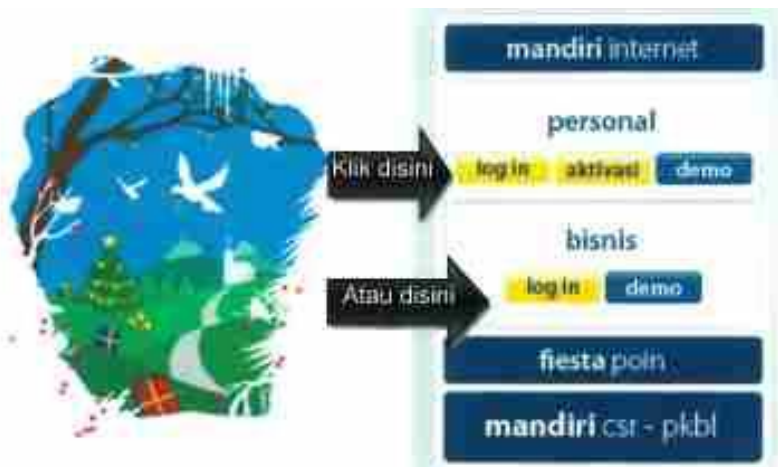 mandiri internet
personal
Klik disini
log in aktivasi demo
bisnis
Atau disini
log in demo
fiesta poin
mandiri csr - pkbl